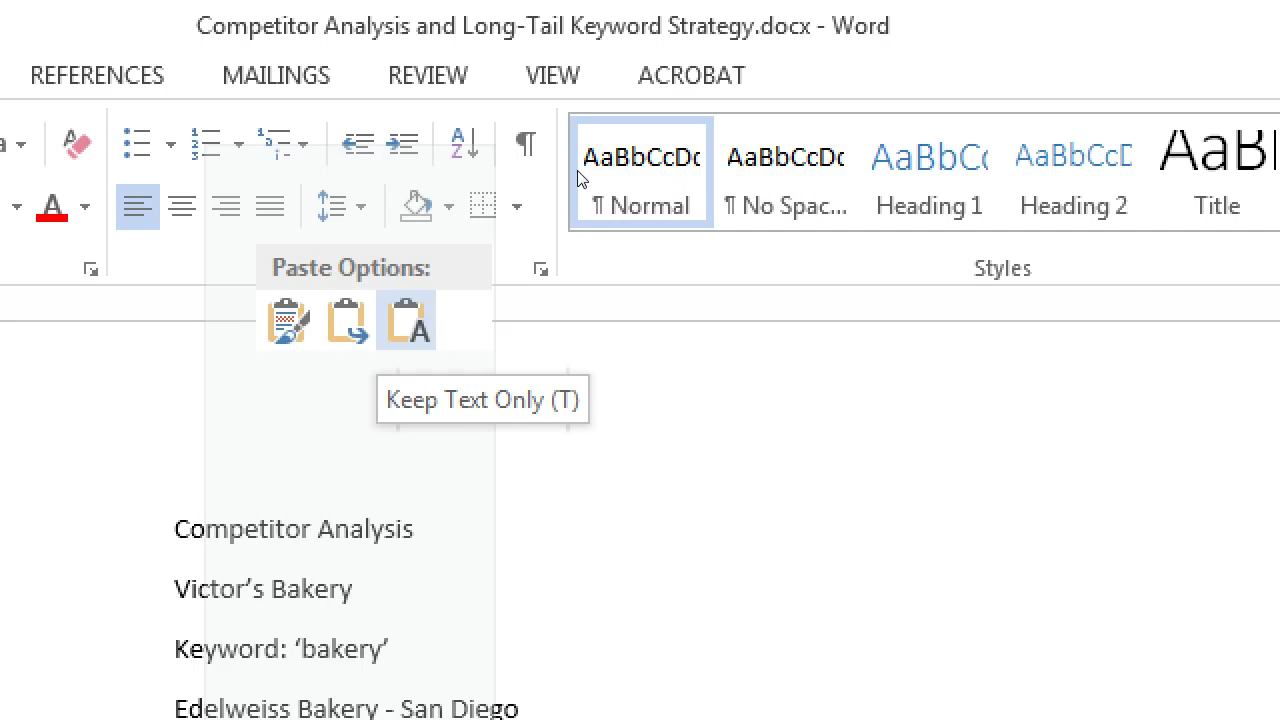 Competitor Analysis and Long-Tail Keyword Strategy.docx - Word
REFERENCES MAILINGS REVIEW VIEW ACROBAT
AaBbCcDc AaBbCcDc AaBbCc AaBbCcD AaB
¶ Normal ¶ No Spac... Heading 1 Heading 2 Title
Styles
Paste Options:
Keep Text Only (T)
Competitor Analysis
Victor’s Bakery
Keyword: ‘bakery’
Edelweiss Bakery - San Diego